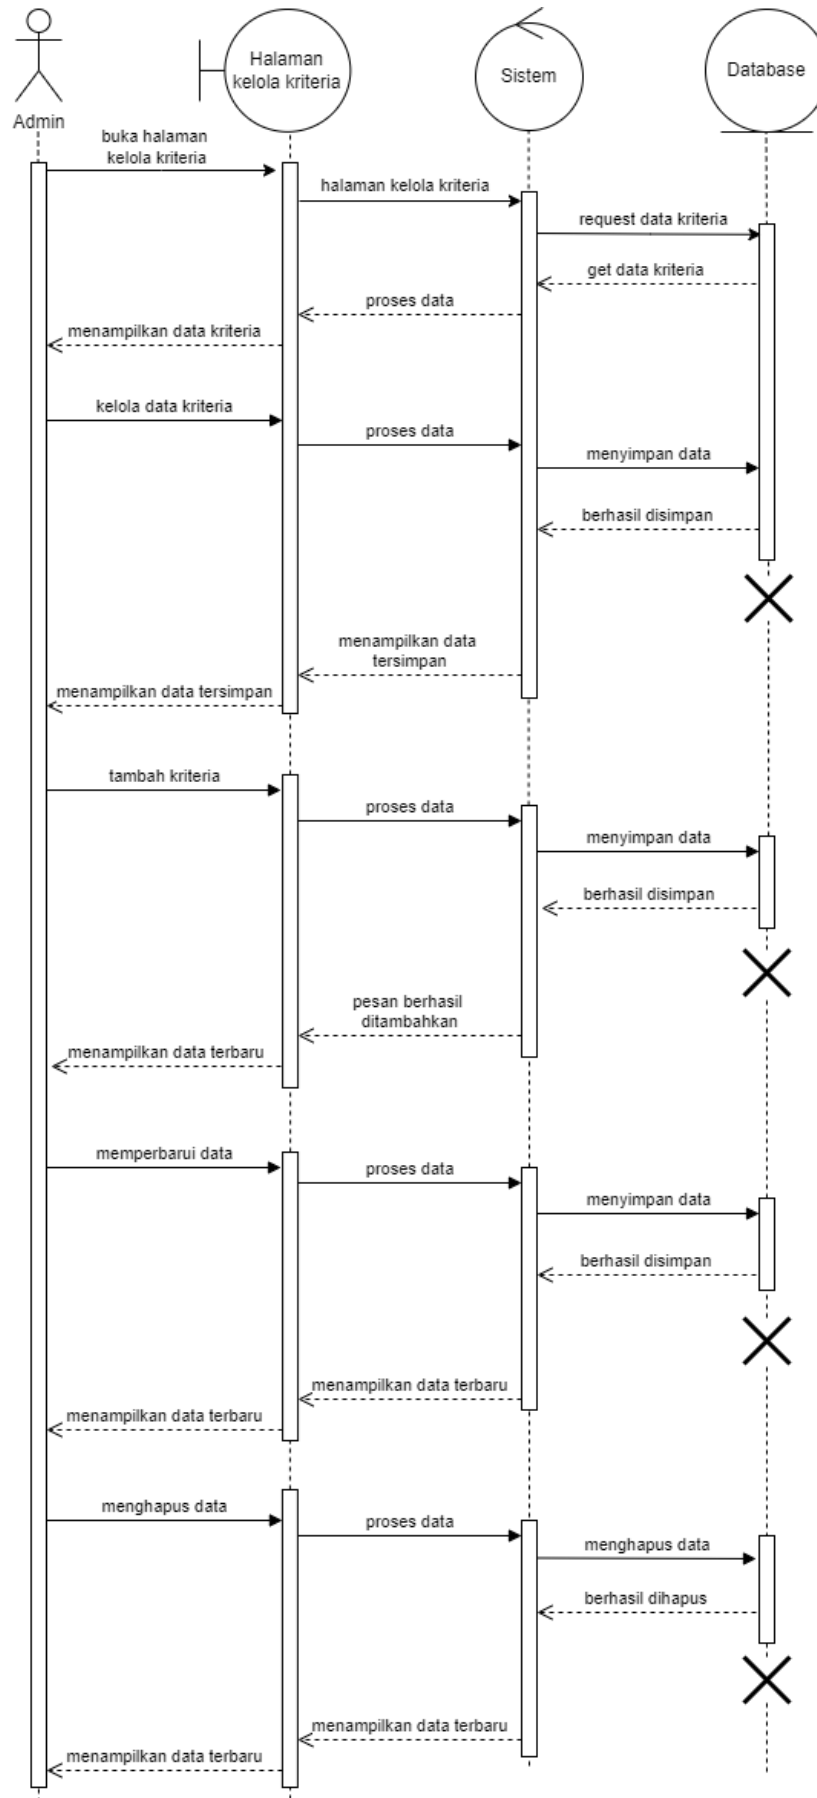 Halaman
kelola kriteria
Sistem
Database
Admin
buka halaman
kelola kriteria
halaman kelola kriteria
request data kriteria
get data kriteria
proses data
menampilkan data kriteria
kelola data kriteria
proses data
menyimpan data
berhasil disimpan
menampilkan data
tersimpan
menampilkan data tersimpan
tambah kriteria
proses data
menyimpan data
berhasil disimpan
pesan berhasil
ditambahkan
menampilkan data terbaru
memperbarui data
proses data
menyimpan data
berhasil disimpan
menampilkan data terbaru
menampilkan data terbaru
menghapus data
proses data
menghapus data
berhasil dihapus
menampilkan data terbaru
menampilkan data terbaru